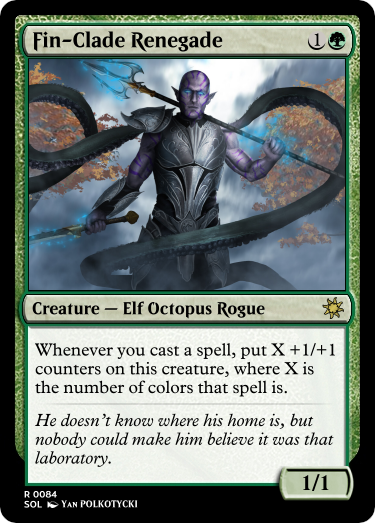 Fin-Clade Renegade 1
Creature — Elf Octopus Rogue
Whenever you cast a spell, put X +1/+1
counters on this creature, where X is
the number of colors that spell is.
He doesn't know where his home is, but
nobody could make him believe it was that
laboratory.
1/1
R 0084
SOL Yan Polkotycki